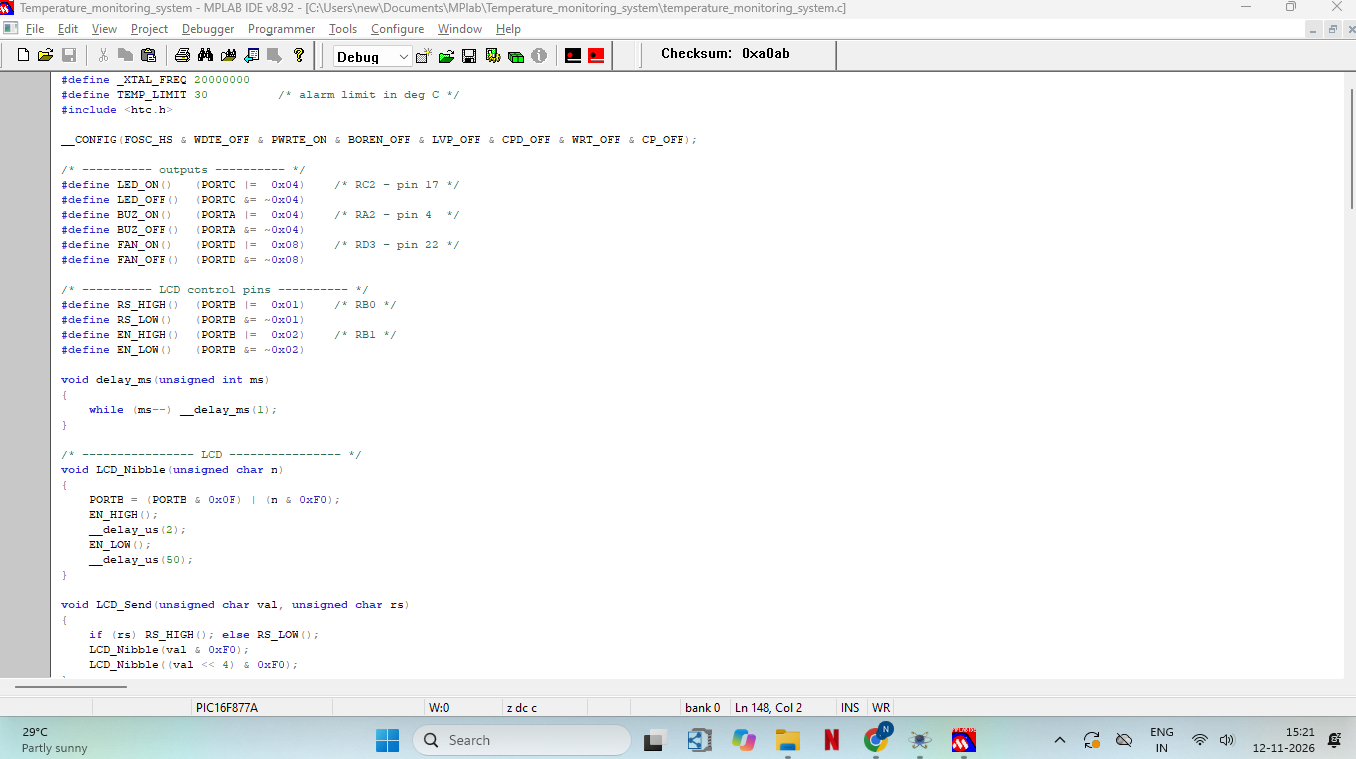 Temperature_monitoring_system - MPLAB IDE v8.92 - [C:\Users\new\Documents\MPlab\Temperature_monitoring_system\temperature_monitoring_system.c]
File Edit View Project Debugger Programmer Tools Configure Window Help
Debug Checksum: 0xa0ab
#define _XTAL_FREQ 20000000
#define TEMP_LIMIT 30          /* alarm limit in deg C */
#include <htc.h>
__CONFIG(FOSC_HS & WDTE_OFF & PWRTE_ON & BOREN_OFF & LVP_OFF & CPD_OFF & WRT_OFF & CP_OFF);
/* ---------- outputs ---------- */
#define LED_ON()   (PORTC |=  0x04)    /* RC2 - pin 17 */
#define LED_OFF()  (PORTC &= ~0x04)
#define BUZ_ON()   (PORTA |=  0x04)    /* RA2 - pin 4  */
#define BUZ_OFF()  (PORTA &= ~0x04)
#define FAN_ON()   (PORTD |=  0x08)    /* RD3 - pin 22 */
#define FAN_OFF()  (PORTD &= ~0x08)
/* ---------- LCD control pins ---------- */
#define RS_HIGH()  (PORTB |=  0x01)    /* RB0 */
#define RS_LOW()   (PORTB &= ~0x01)
#define EN_HIGH()  (PORTB |=  0x02)    /* RB1 */
#define EN_LOW()   (PORTB &= ~0x02)
void delay_ms(unsigned int ms)
{
    while (ms--) __delay_ms(1);
}
/* ---------------- LCD ---------------- */
void LCD_Nibble(unsigned char n)
{
    PORTB = (PORTB & 0x0F) | (n & 0xF0);
    EN_HIGH();
    __delay_us(2);
    EN_LOW();
    __delay_us(50);
}
void LCD_Send(unsigned char val, unsigned char rs)
{
    if (rs) RS_HIGH(); else RS_LOW();
    LCD_Nibble(val & 0xF0);
    LCD_Nibble((val << 4) & 0xF0);
PIC16F877A W:0 z dc c bank 0 Ln 148, Col 2 INS WR
29°C
Partly sunny
Search
N
ENG
IN
15:21
12-11-2026